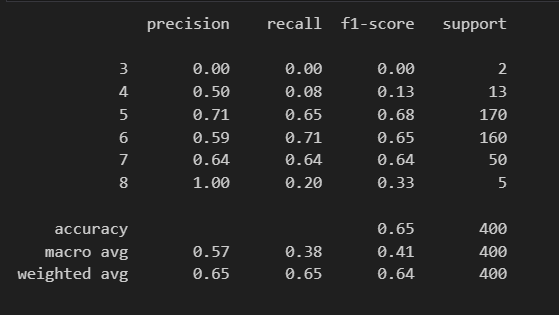 precision recall f1-score support
3 0.00 0.00 0.00 2
4 0.50 0.08 0.13 13
5 0.71 0.65 0.68 170
6 0.59 0.71 0.65 160
7 0.64 0.64 0.64 50
8 1.00 0.20 0.33 5
accuracy 0.65 400
macro avg 0.57 0.38 0.41 400
weighted avg 0.65 0.65 0.64 400